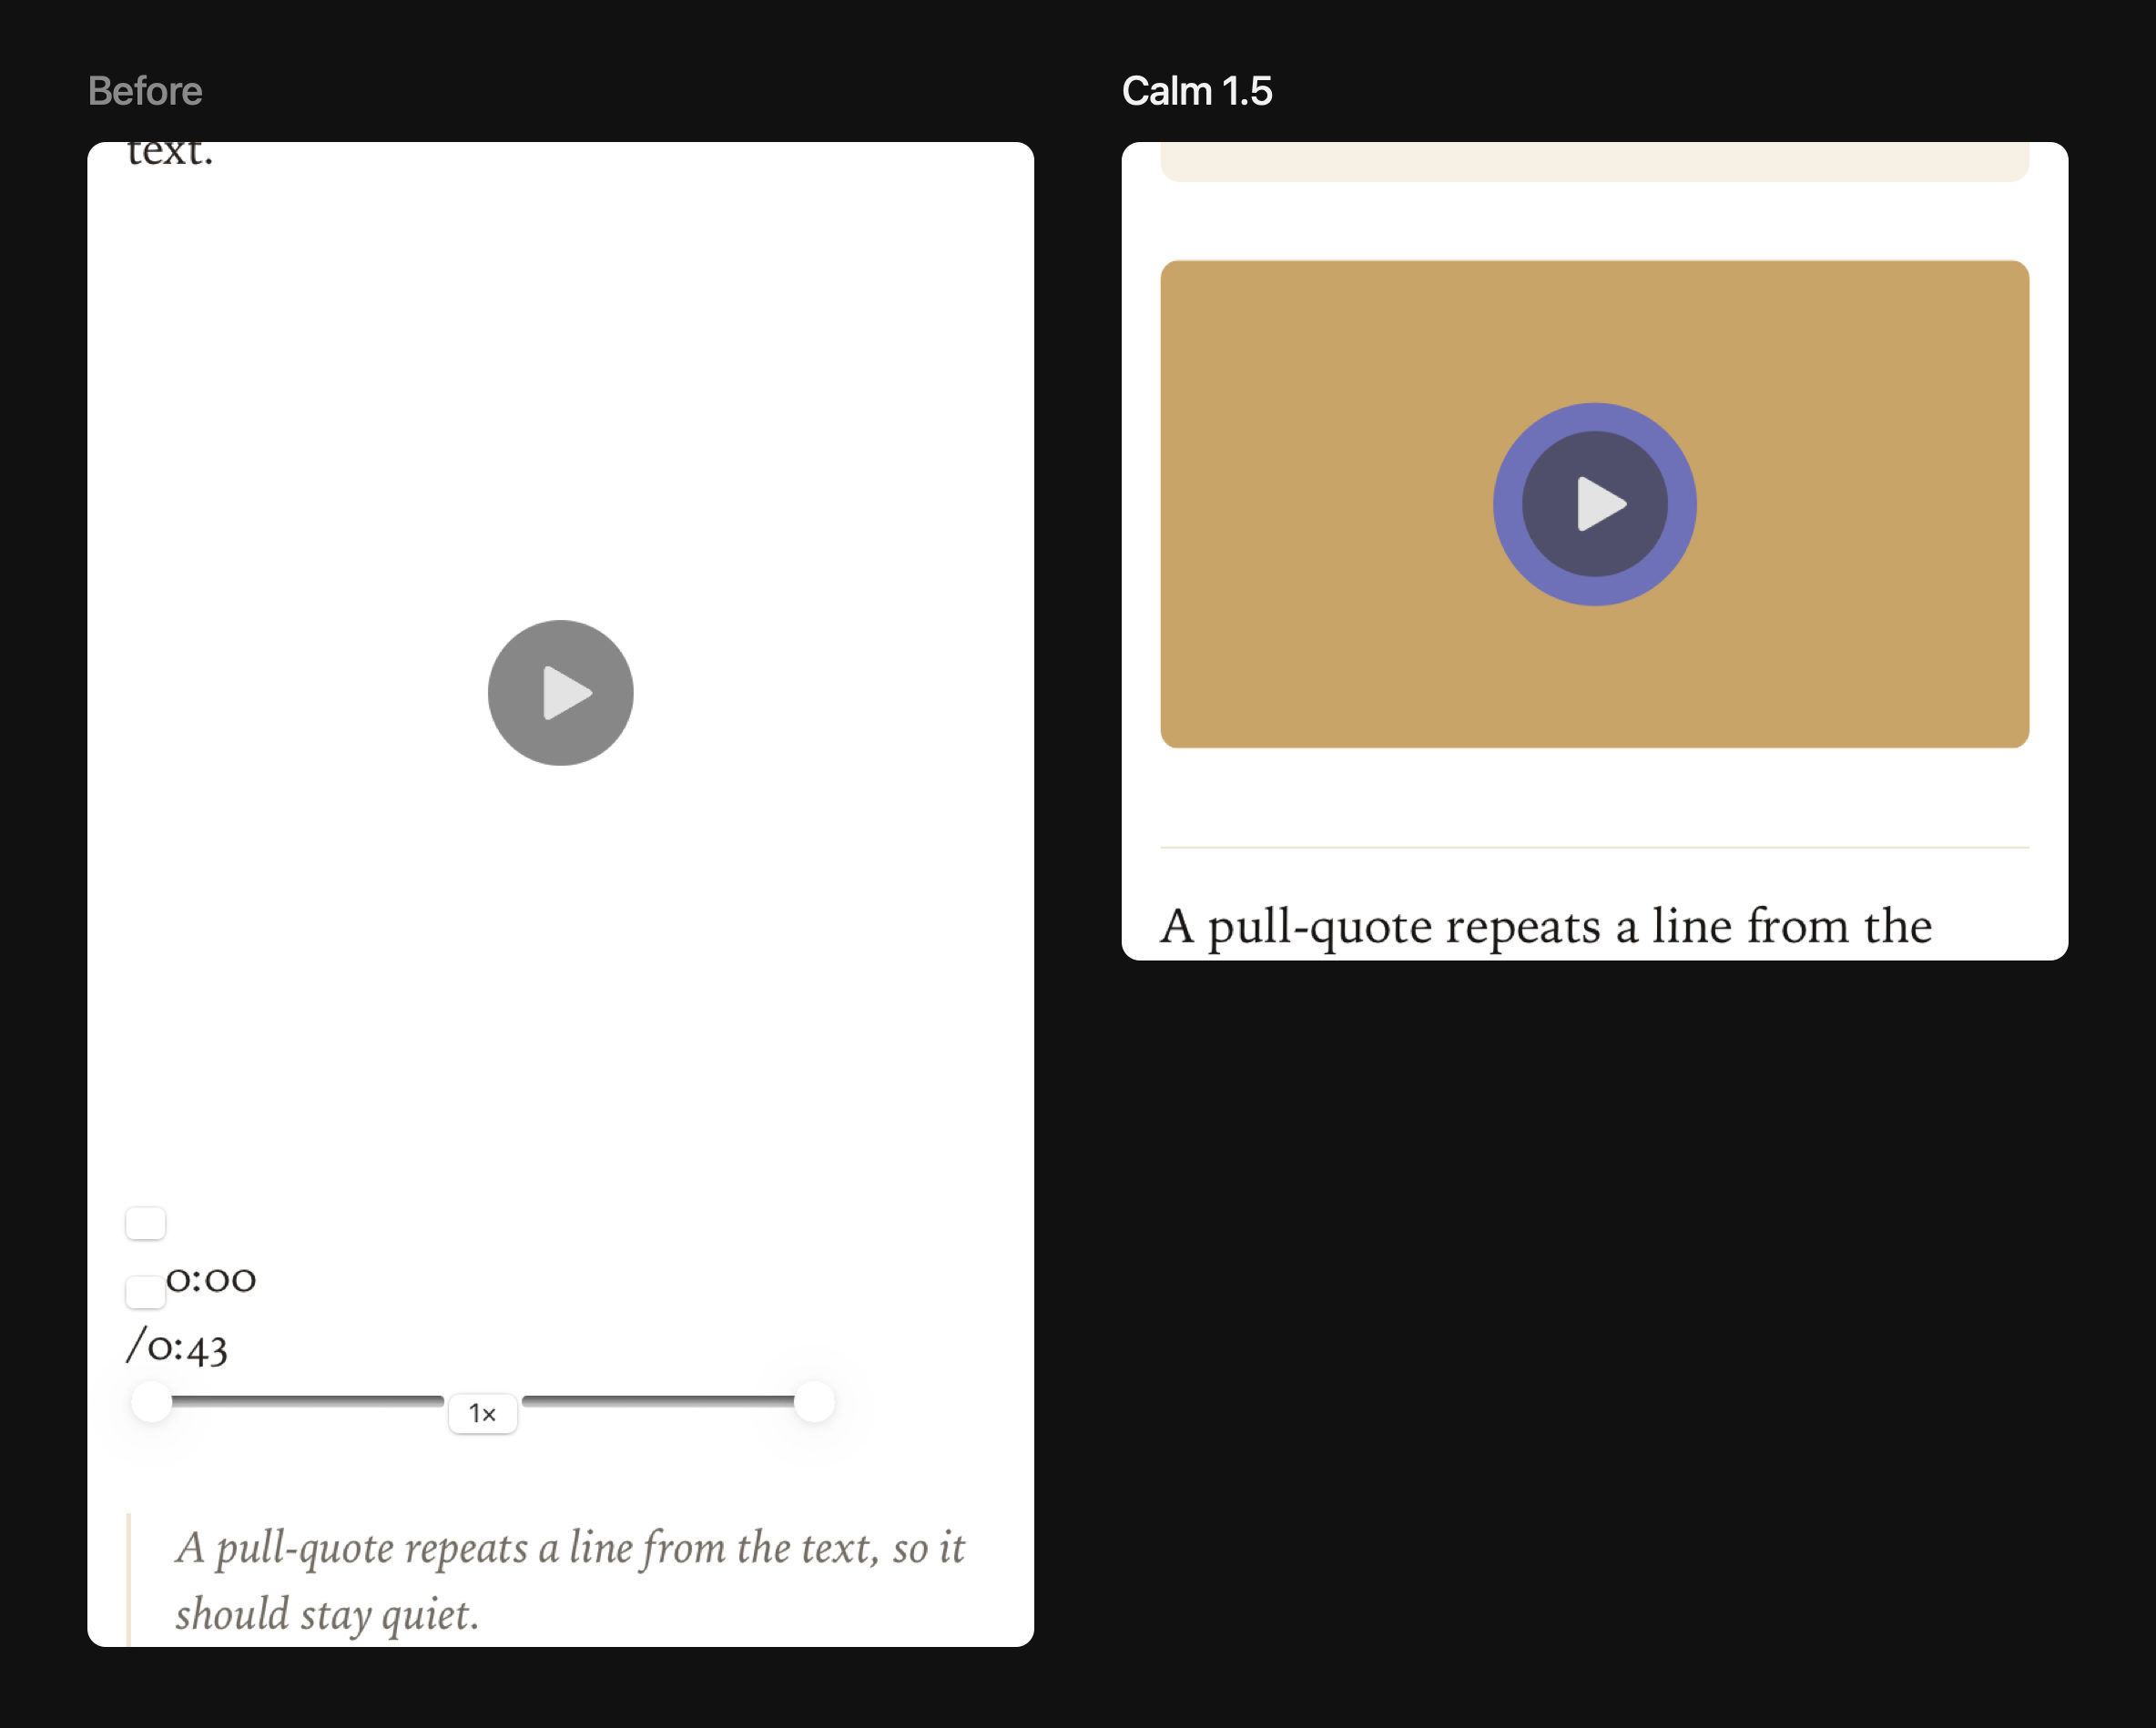 Before
text.
0:00
/0:43
1×
A pull-quote repeats a line from the text, so it
should stay quiet.
Calm 1.5
A pull-quote repeats a line from the